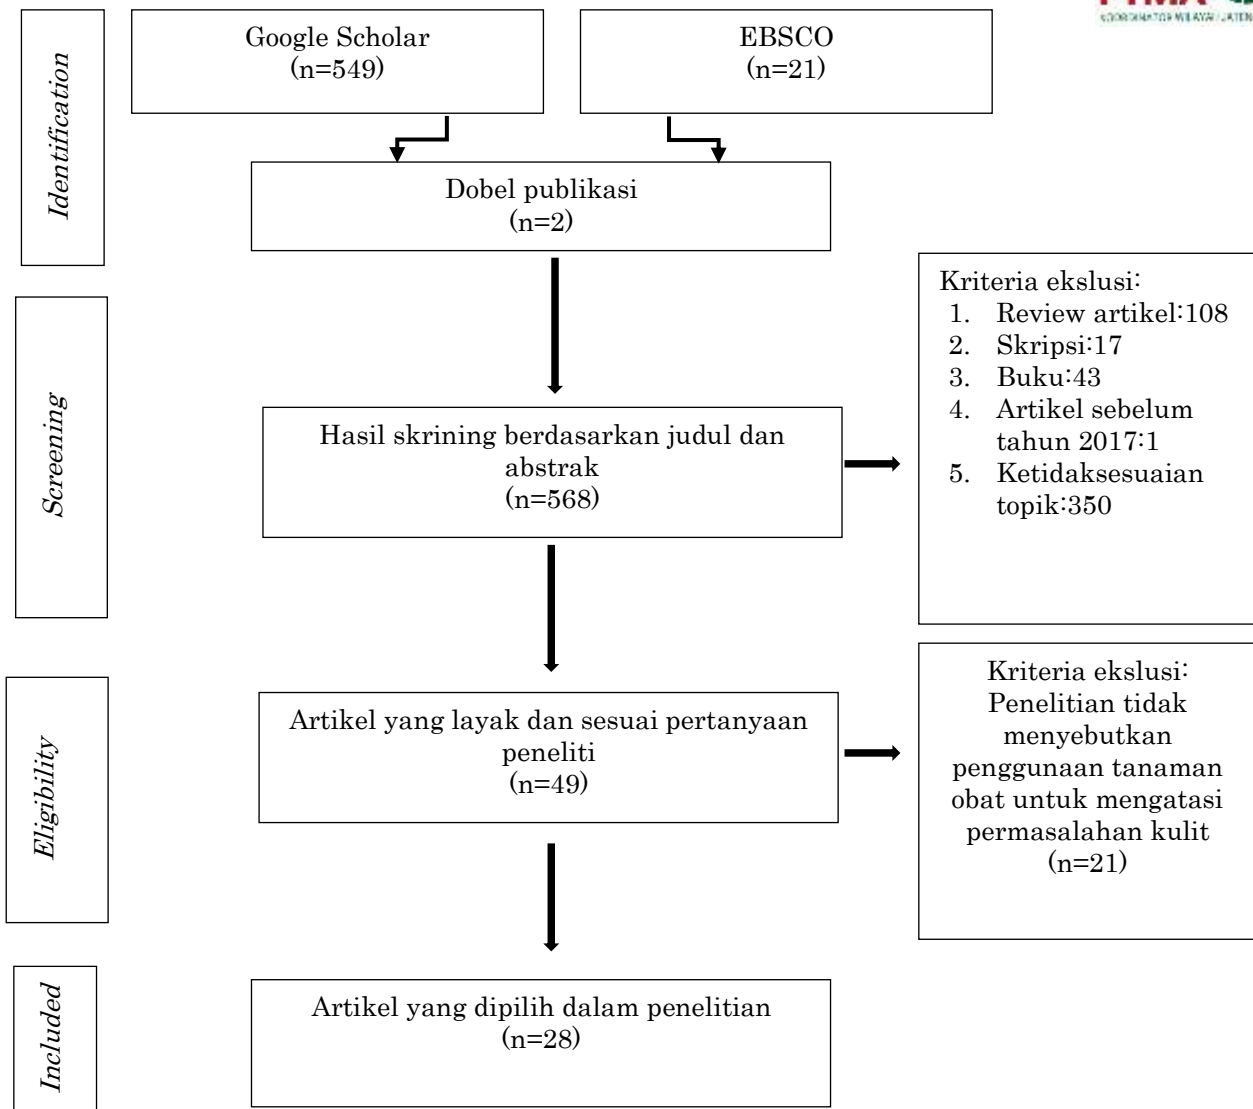 KOORDINATOR WILAYAH JATENG
Identification
Google Scholar
(n=549)
EBSCO
(n=21)
Dobel publikasi
(n=2)
Screening
Hasil skrining berdasarkan judul dan
abstrak
(n=568)
Kriteria ekslusi:
1. Review artikel:108
2. Skripsi:17
3. Buku:43
4. Artikel sebelum
tahun 2017:1
5. Ketidaksesuaian
topik:350
Eligibility
Artikel yang layak dan sesuai pertanyaan
peneliti
(n=49)
Kriteria ekslusi:
Penelitian tidak
menyebutkan
penggunaan tanaman
obat untuk mengatasi
permasalahan kulit
(n=21)
Included
Artikel yang dipilih dalam penelitian
(n=28)